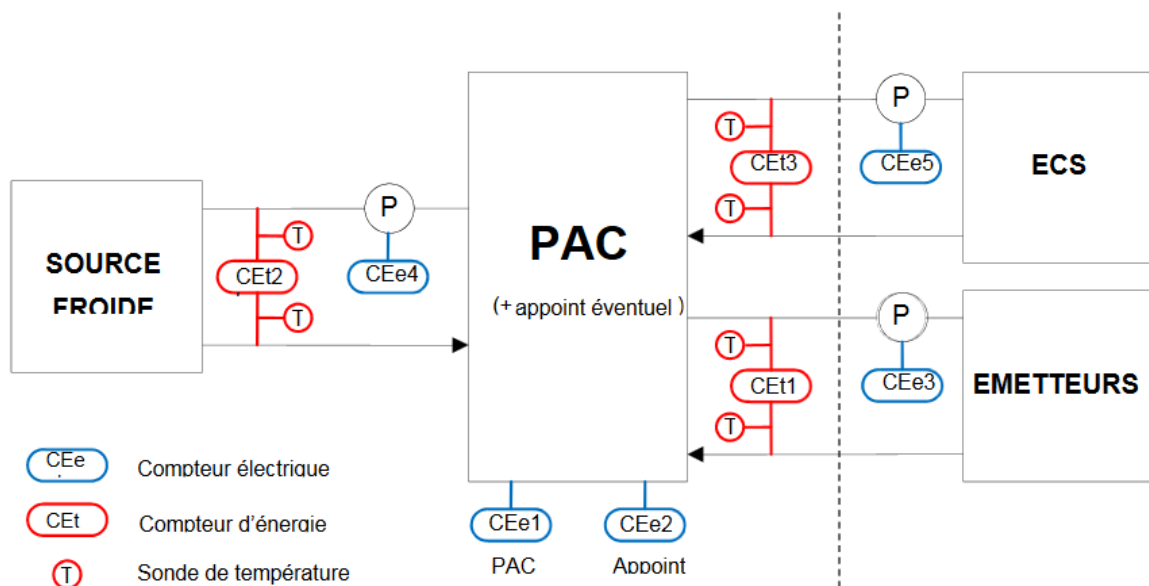 P
P
T
CEt3
CEe5
ECS
T
P
PAC
SOURCE
FROIDE
T
CEt2
CEe4
T
(+ appoint éventuel)
P
T
CEt1
CEe3
EMETTEURS
T
CEe
Compteur électrique
CEt
Compteur d'énergie
CEe1
CEe2
T
Sonde de température
PAC
Appoint